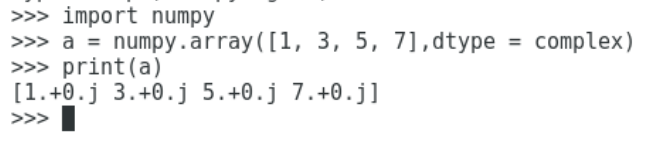 >>> import numpy
>>> a = numpy.array([1, 3, 5, 7],dtype = complex)
>>> print(a)
[1.+0.j 3.+0.j 5.+0.j 7.+0.j]
>>>